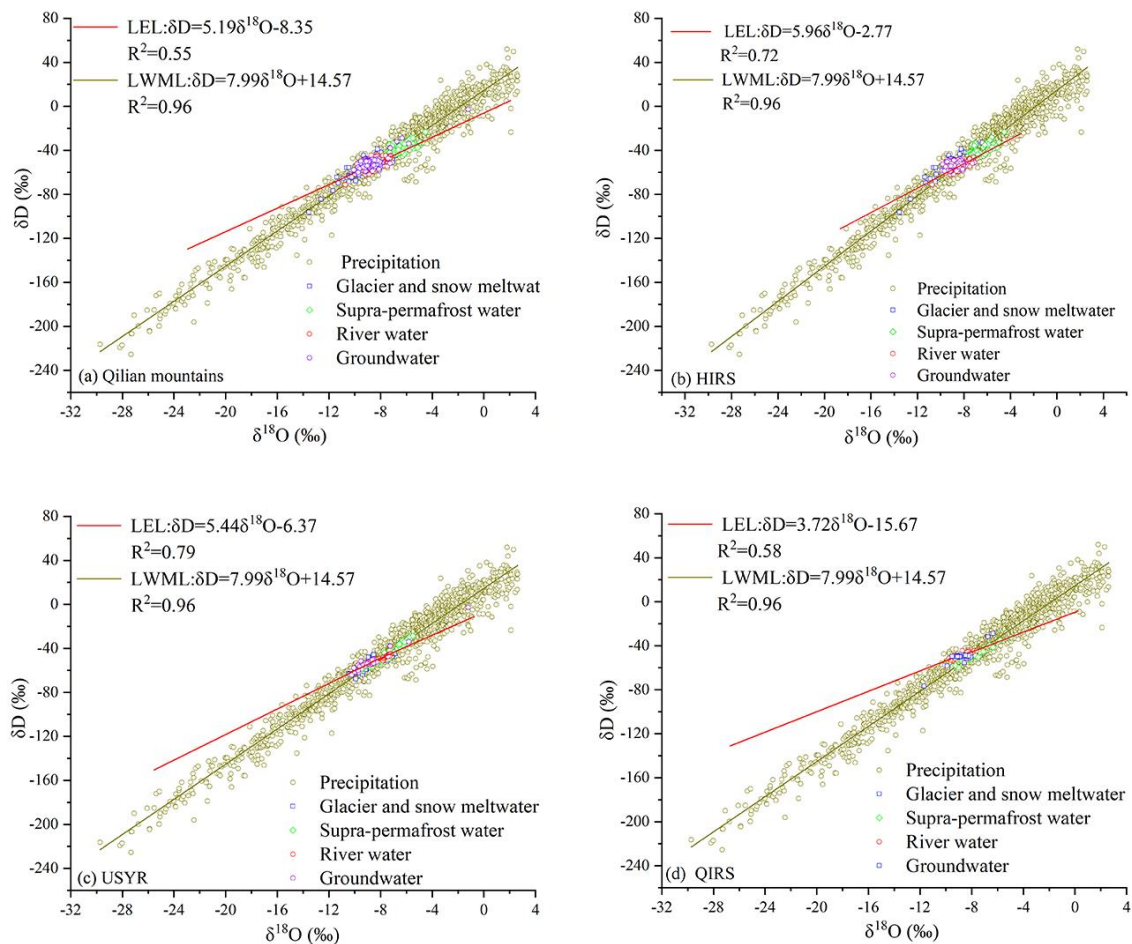 80
40
0
-40
-80
-120
-160
-200
-240
δD (‰)
LEL:δD=5.19δ¹⁸O-8.35
R²=0.55
LWML:δD=7.99δ¹⁸O+14.57
R²=0.96
Precipitation
Glacier and snow meltwat
Supra-permafrost water
River water
Groundwater
(a) Qilian mountains
-32 -28 -24 -20 -16 -12 -8 -4 0 4
δ¹⁸O (‰)
80
40
0
-40
-80
-120
-160
-200
-240
δD (‰)
LEL:δD=5.96δ¹⁸O-2.77
R²=0.72
LWML:δD=7.99δ¹⁸O+14.57
R²=0.96
Precipitation
Glacier and snow meltwater
Supra-permafrost water
River water
Groundwater
(b) HIRS
-32 -28 -24 -20 -16 -12 -8 -4 0 4
δ¹⁸O (‰)
80
40
0
-40
-80
-120
-160
-200
-240
δD (‰)
LEL:δD=5.44δ¹⁸O-6.37
R²=0.79
LWML:δD=7.99δ¹⁸O+14.57
R²=0.96
Precipitation
Glacier and snow meltwater
Supra-permafrost water
River water
Groundwater
(c) USYR
-32 -28 -24 -20 -16 -12 -8 -4 0 4
δ¹⁸O (‰)
80
40
0
-40
-80
-120
-160
-200
-240
δD (‰)
LEL:δD=3.72δ¹⁸O-15.67
R²=0.58
LWML:δD=7.99δ¹⁸O+14.57
R²=0.96
Precipitation
Glacier and snow meltwater
Supra-permafrost water
River water
Groundwater
(d) QIRS
-32 -28 -24 -20 -16 -12 -8 -4 0 4
δ¹⁸O (‰)